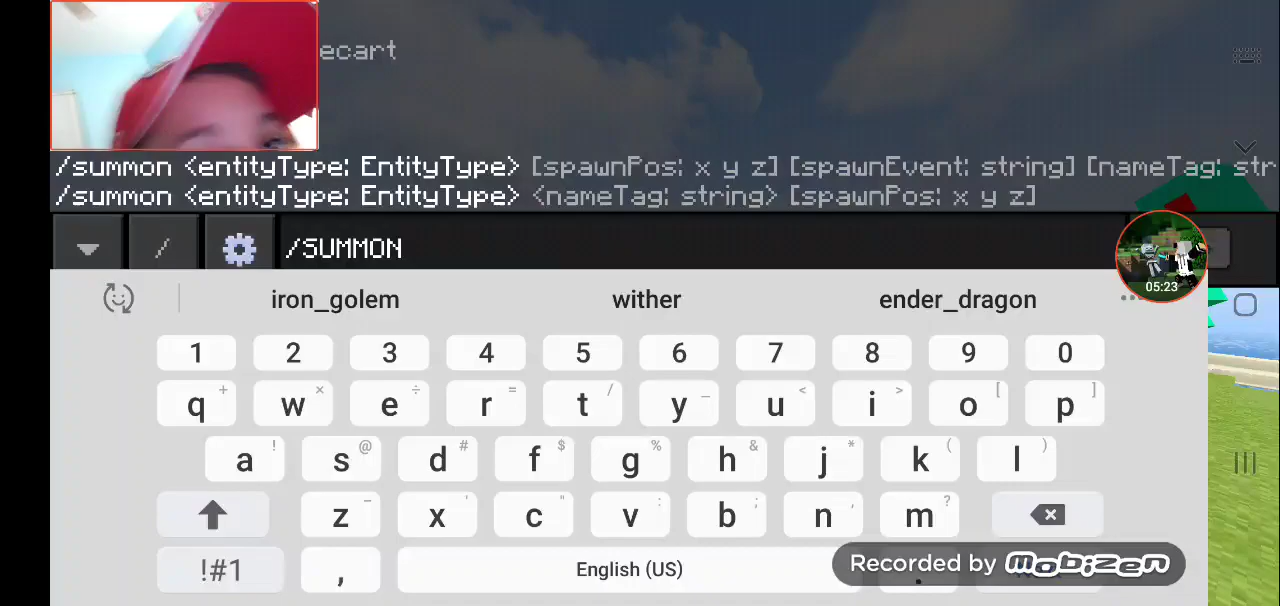 ecart
/summon <entityType: EntityType> [spawnPos: x y z] [spawnEvent: string] [nameTag: str
/summon <entityType: EntityType> <nameTag: string> [spawnPos: x y z]
/ /SUMMON
05:23
iron_golem wither ender_dragon
1 2 3 4 5 6 7 8 9 0
q + w × e ÷ r = t / y _ u < i > o [ p ]
a ! s @ d # f $ g % h & j * k ( l )
z - x ' c " v : b ; n , m ?
!#1 , English (US) .
Recorded by mobizen